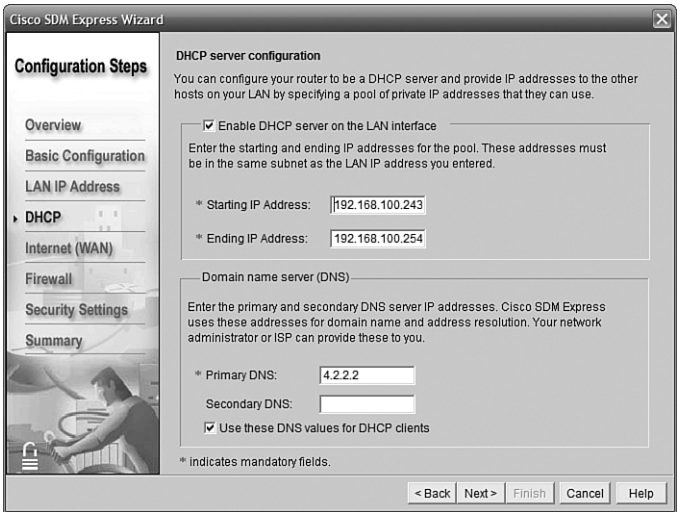 Cisco SDM Express Wizard
Configuration Steps
Overview
Basic Configuration
LAN IP Address
DHCP
Internet (WAN)
Firewall
Security Settings
Summary
DHCP server configuration
You can configure your router to be a DHCP server and provide IP addresses to the other
hosts on your LAN by specifying a pool of private IP addresses that they can use.
Enable DHCP server on the LAN interface
Enter the starting and ending IP addresses for the pool. These addresses must
be in the same subnet as the LAN IP address you entered.
* Starting IP Address: 192.168.100.243
* Ending IP Address: 192.168.100.254
Domain name server (DNS)
Enter the primary and secondary DNS server IP addresses. Cisco SDM Express
uses these addresses for domain name and address resolution. Your network
administrator or ISP can provide these to you.
* Primary DNS: 4.2.2.2
Secondary DNS:
Use these DNS values for DHCP clients
* indicates mandatory fields.
< Back Next > Finish Cancel Help